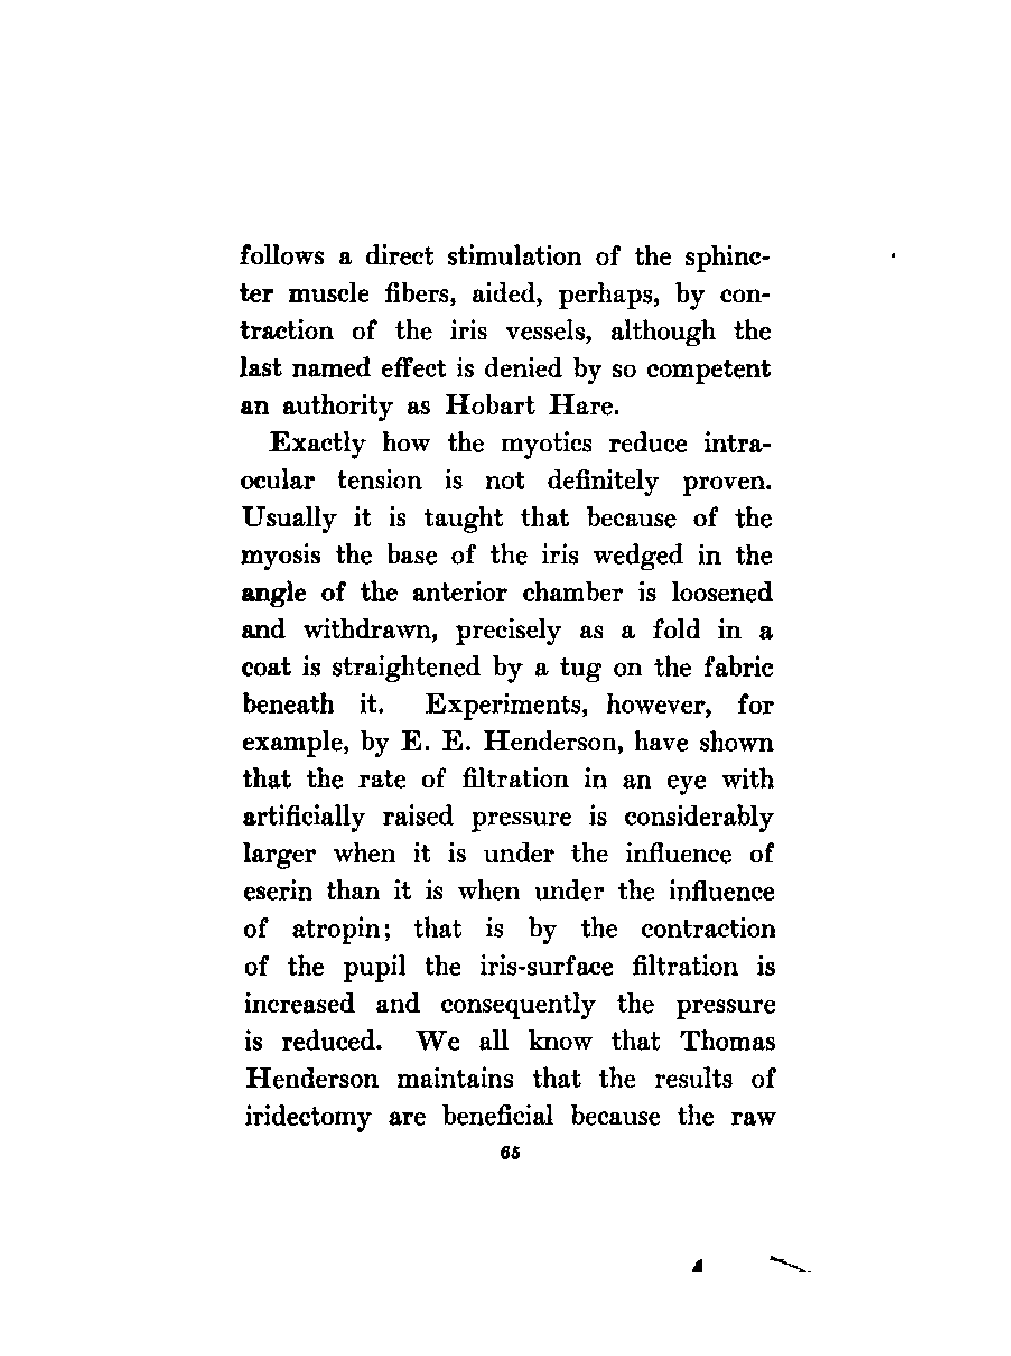 follows a direct stimulation of the sphinc-
ter muscle fibers, aided, perhaps, by con-
traction of the iris vessels, although the
last named effect is denied by so competent
an authority as Hobart Hare.
Exactly how the myotics reduce intra-
ocular tension is not definitely proven.
Usually it is taught that because of the
myosis the base of the iris wedged in the
angle of the anterior chamber is loosened
and withdrawn, precisely as a fold in a
coat is straightened by a tug on the fabric
beneath it. Experiments, however, for
example, by E. E. Henderson, have shown
that the rate of filtration in an eye with
artificially raised pressure is considerably
larger when it is under the influence of
eserin than it is when under the influence
of atropin; that is by the contraction
of the pupil the iris-surface filtration is
increased and consequently the pressure
is reduced. We all know that Thomas
Henderson maintains that the results of
iridectomy are beneficial because the raw
65